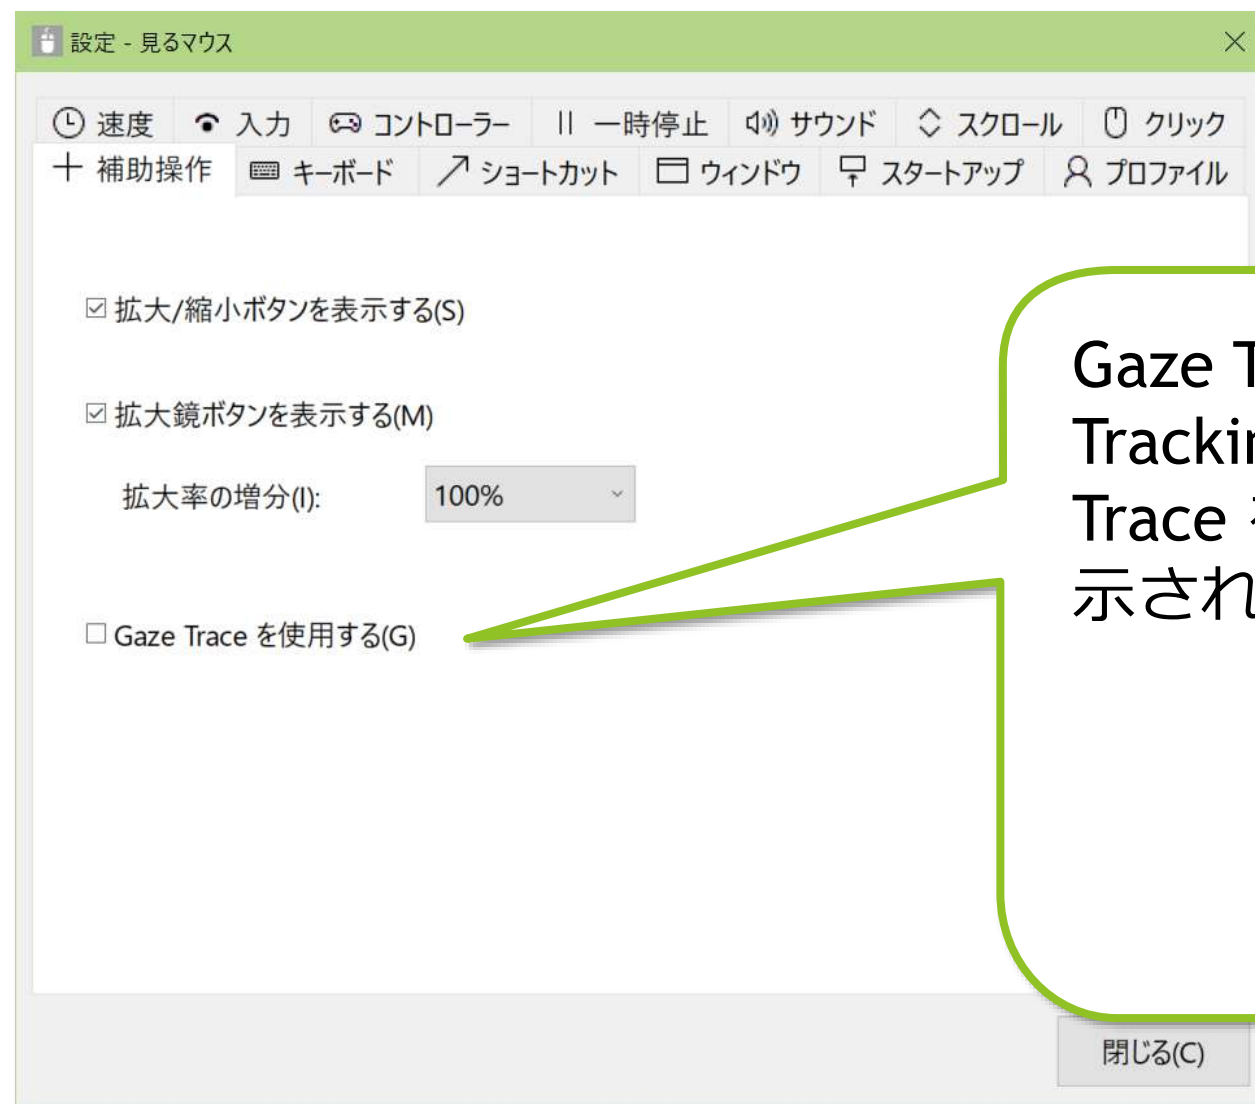 設定 - 見るマウス
速度 入力 コントローラー 一時停止 サウンド スクロール クリック
補助操作 キーボード ショートカット ウィンドウ スタートアップ プロファイル
拡大/縮小ボタンを表示する(S)
拡大鏡ボタンを表示する(M)
拡大率の増分(I): 100%
Gaze Trace を使用する(G)
Gaze
Trace
示され
閉じる(C)